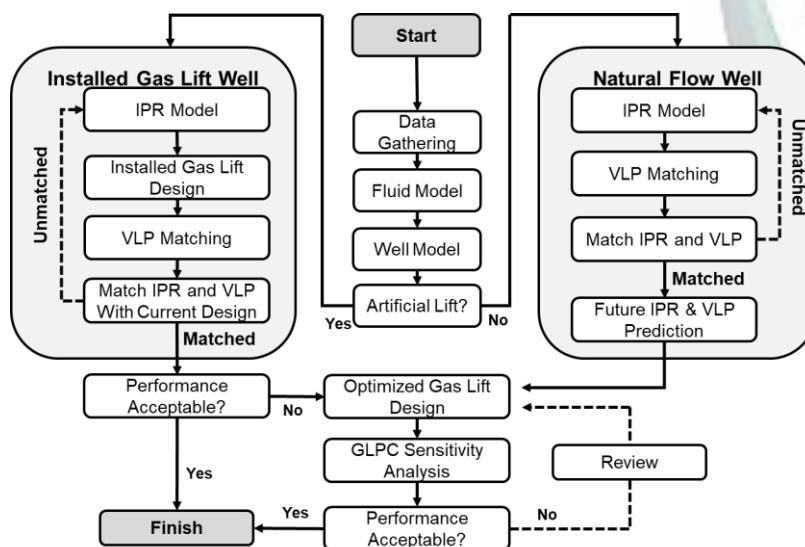 Start
Installed Gas Lift Well
IPR Model
Installed Gas Lift
Design
VLP Matching
Match IPR and VLP
With Current Design
Unmatched
Matched
Data
Gathering
Fluid Model
Well Model
Artificial Lift?
Yes
No
Natural Flow Well
IPR Model
VLP Matching
Match IPR and VLP
Unmatched
Matched
Future IPR & VLP
Prediction
Performance
Acceptable?
No
Yes
Optimized Gas Lift
Design
GLPC Sensitivity
Analysis
Review
Performance
Acceptable?
No
Yes
Finish